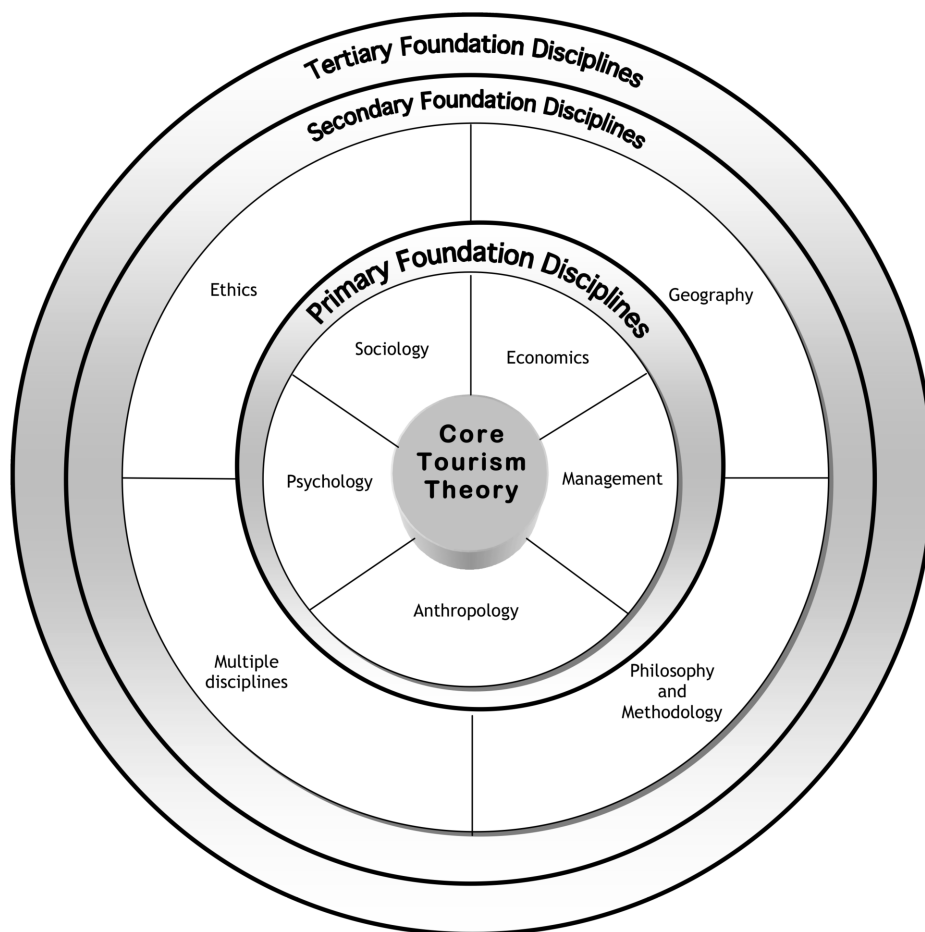 Tertiary Foundation Disciplines
Secondary Foundation Disciplines
Primary Foundation Disciplines
Ethics
Geography
Sociology
Economics
Core
Tourism
Theory
Psychology
Management
Anthropology
Multiple
disciplines
Philosophy
and
Methodology